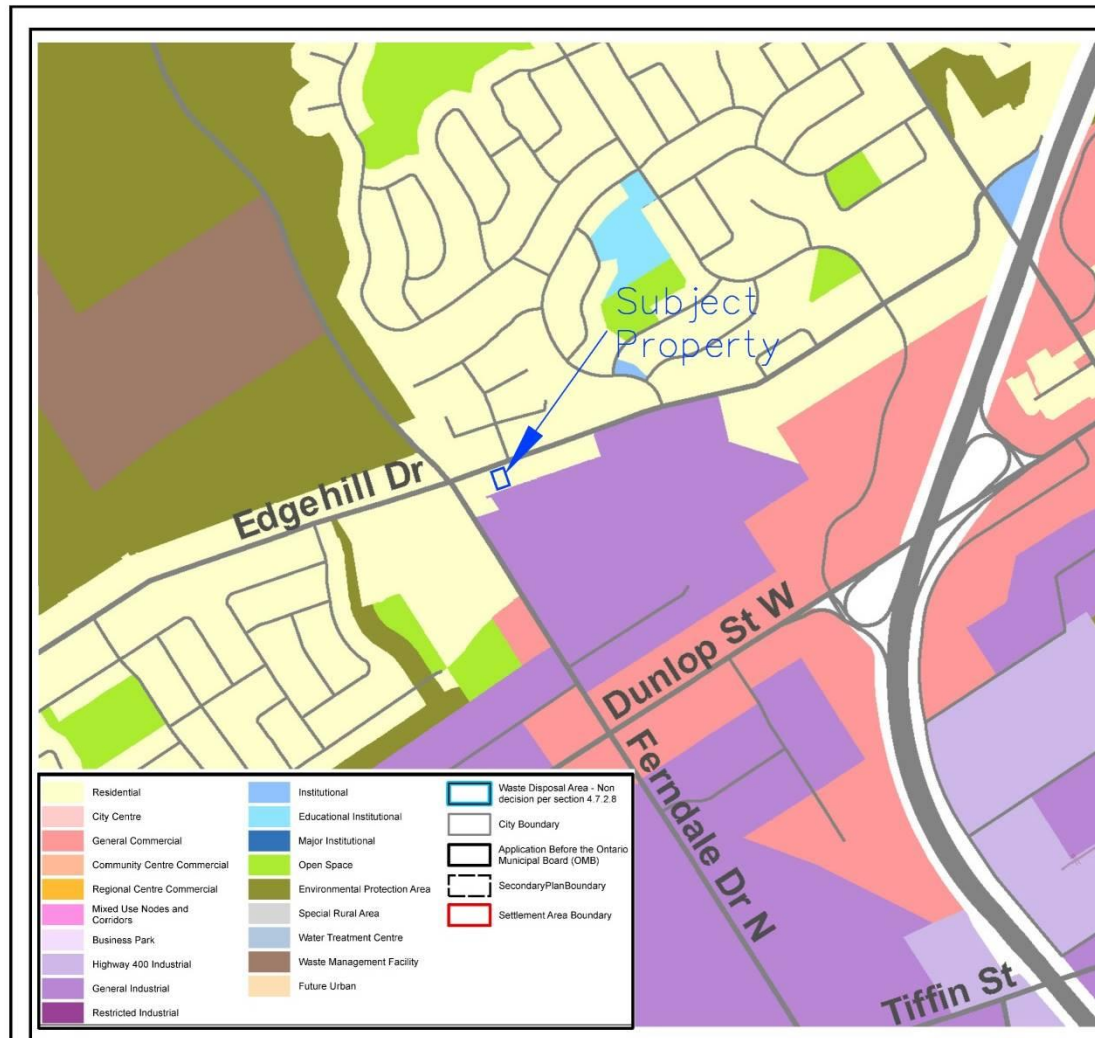 Subject
Property
Edgehill Dr
Dunlop St W
Ferndale Dr N
Tiffin St
Residential
City Centre
General Commercial
Community Centre Commercial
Regional Centre Commercial
Mixed Use Nodes and
Corridors
Business Park
Highway 400 Industrial
General Industrial
Restricted Industrial
Institutional
Educational Institutional
Major Institutional
Open Space
Environmental Protection Area
Special Rural Area
Water Treatment Centre
Waste Management Facility
Future Urban
Waste Disposal Area - Non
decision per section 4.7.2.8
City Boundary
Application Before the Ontario
Municipal Board (OMB)
SecondaryPlanBoundary
Settlement Area Boundary